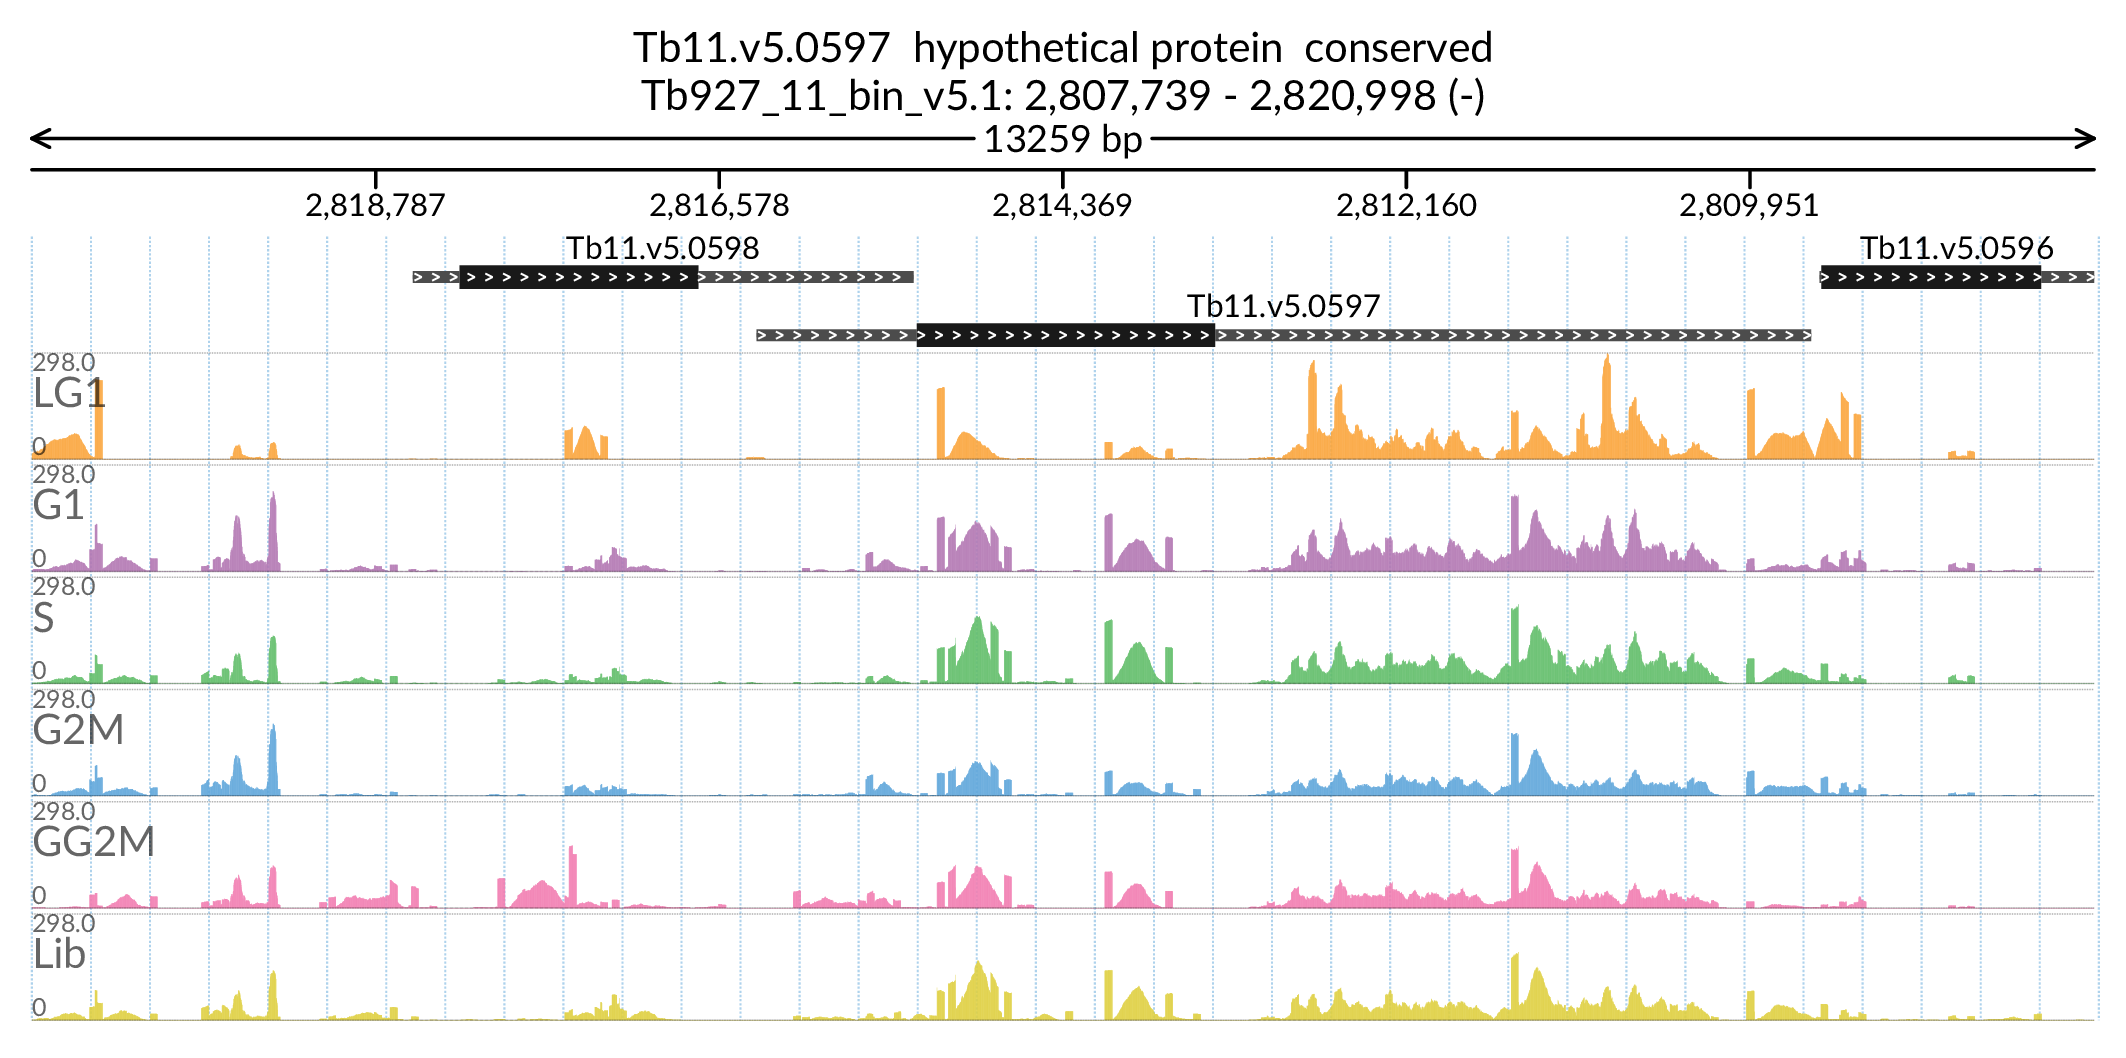 Tb11.v5.0597 hypothetical protein conserved
Tb927_11_bin_v5.1: 2,807,739 - 2,820,998 (-)
13259 bp
2,818,787 2,816,578 2,814,369 2,812,160 2,809,951
Tb11.v5.0598 Tb11.v5.0596
Tb11.v5.0597
298.0
LG1
0
298.0
G1
0
298.0
S
0
298.0
G2M
0
298.0
GG2M
0
298.0
Lib
0